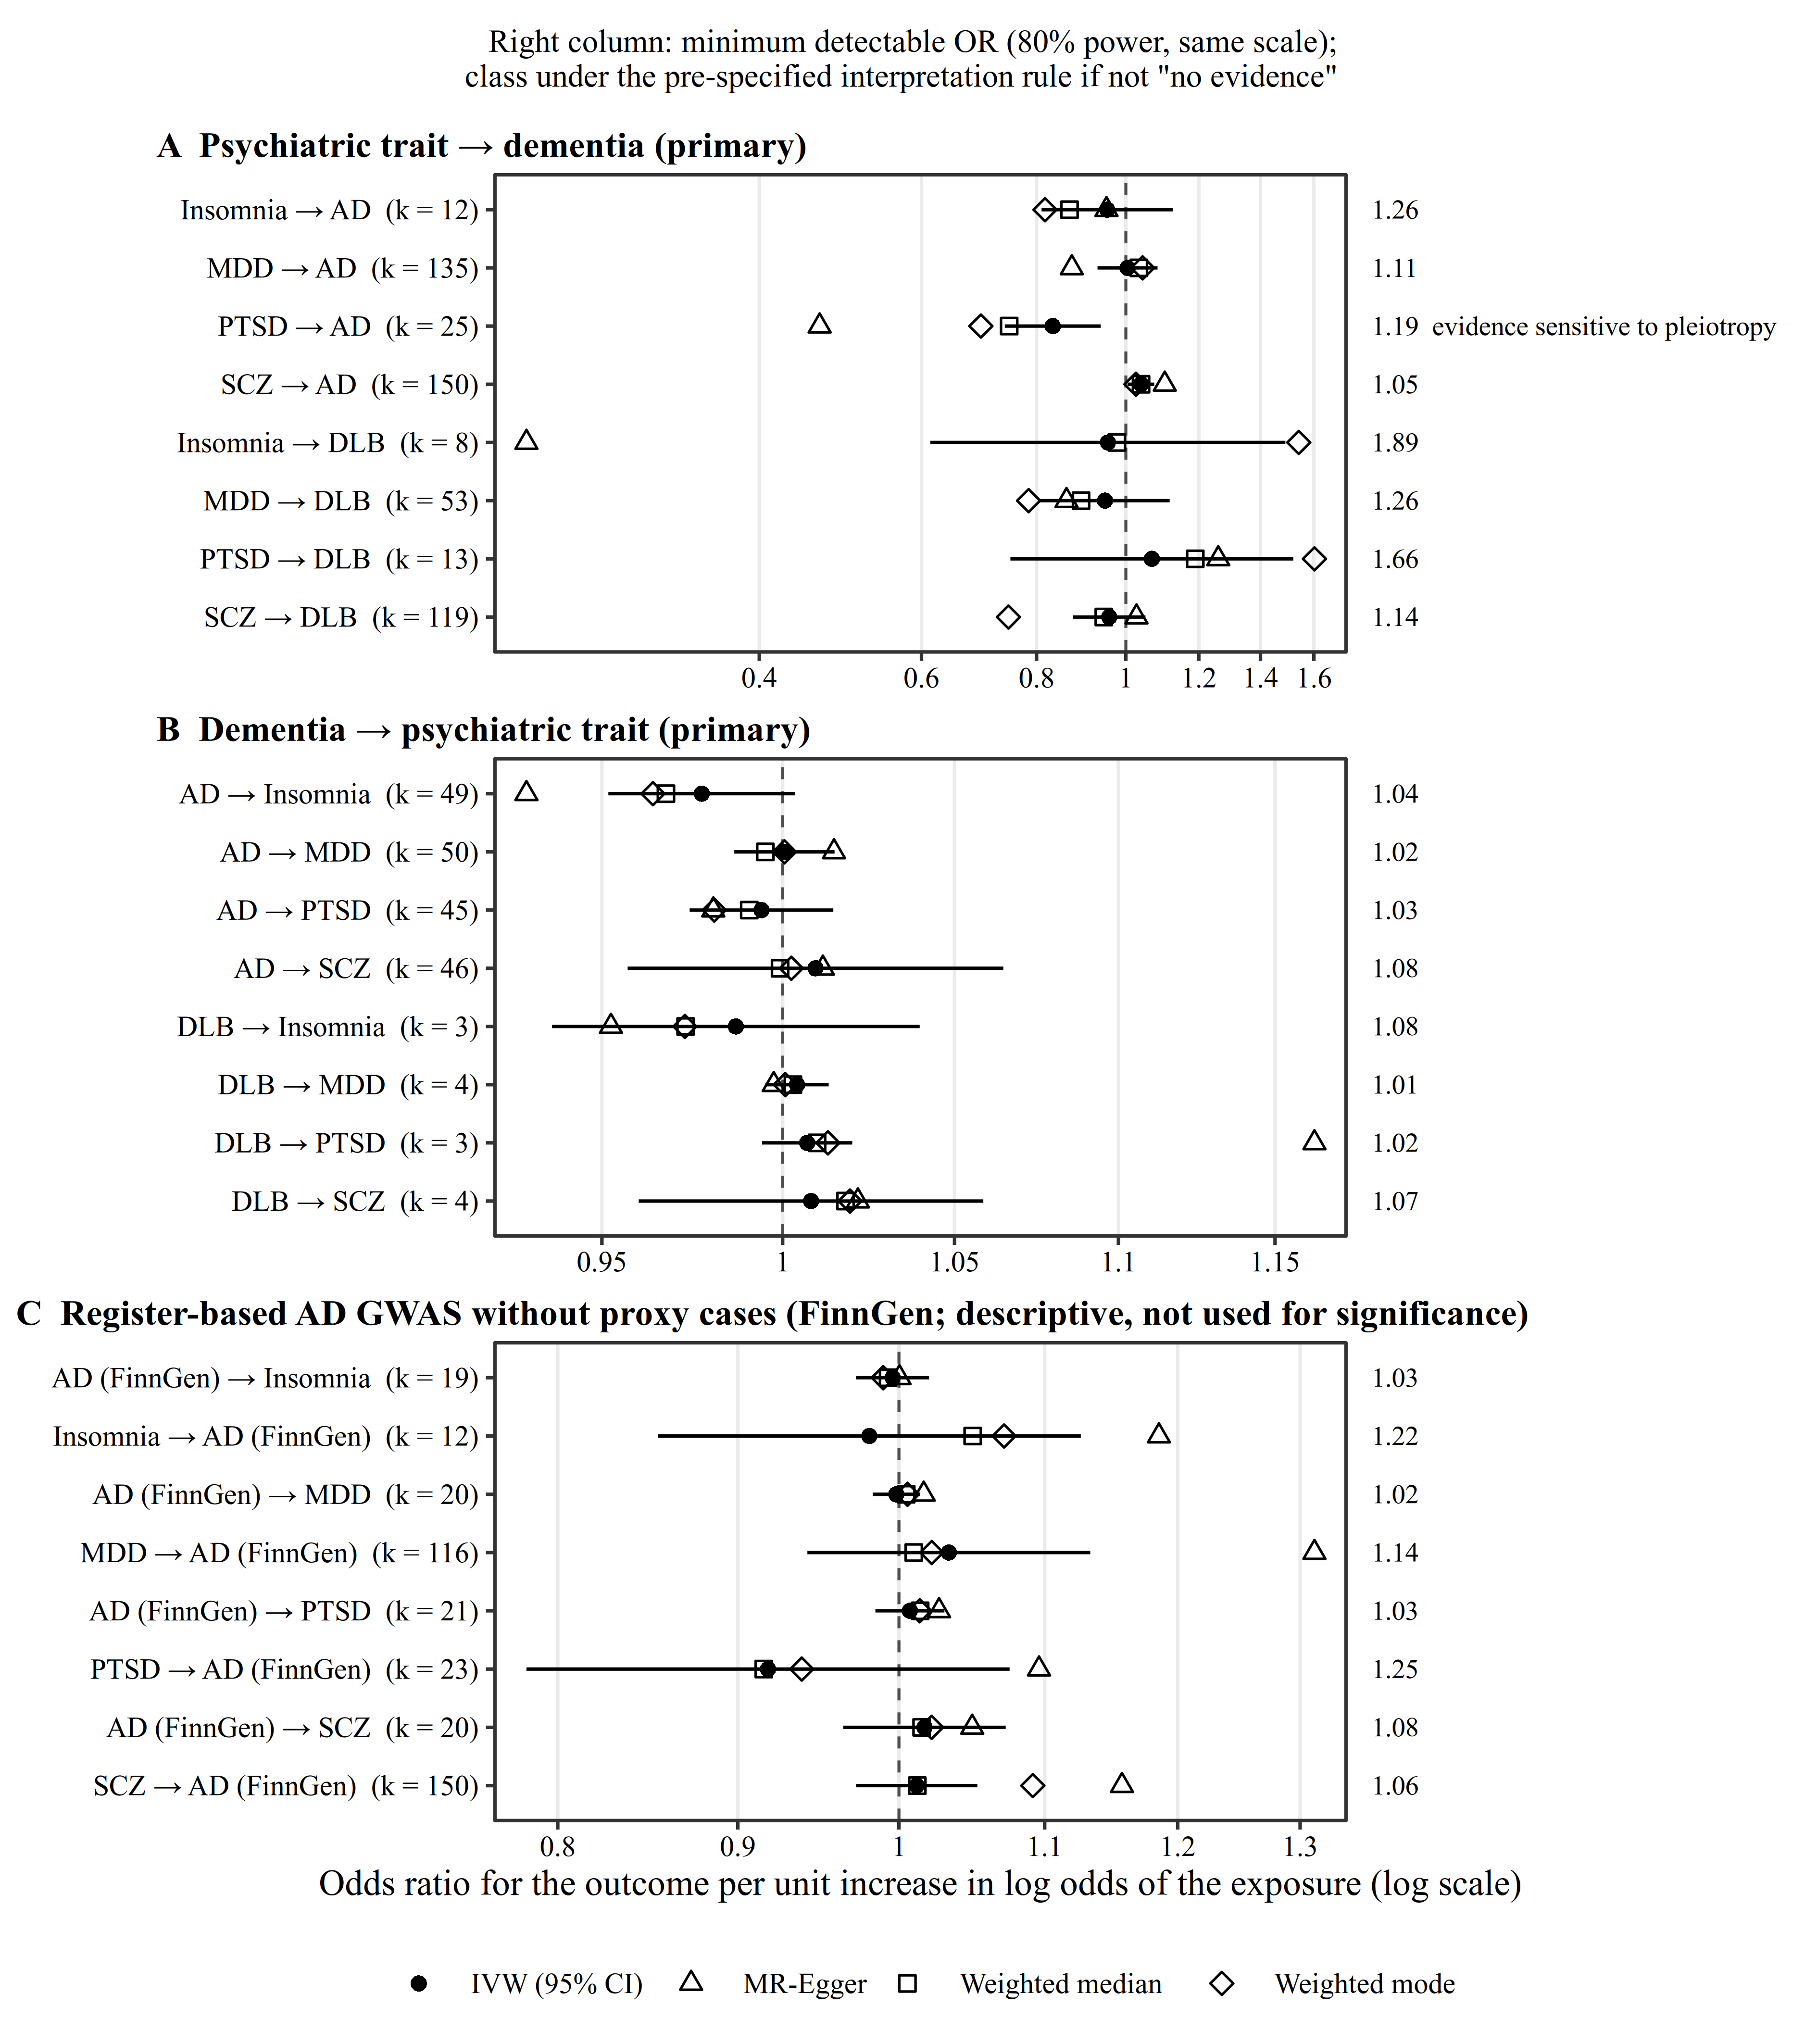 Right column: minimum detectable OR (80% power, same scale);
class under the pre-specified interpretation rule if not "no evidence"
A Psychiatric trait → dementia (primary)
Insomnia → AD (k = 12) 1.26
MDD → AD (k = 135) 1.11
PTSD → AD (k = 25) 1.19 evidence sensitive to pleiotropy
SCZ → AD (k = 150) 1.05
Insomnia → DLB (k = 8) 1.89
MDD → DLB (k = 53) 1.26
PTSD → DLB (k = 13) 1.66
SCZ → DLB (k = 119) 1.14
0.4 0.6 0.8 1 1.2 1.4 1.6
B Dementia → psychiatric trait (primary)
AD → Insomnia (k = 49) 1.04
AD → MDD (k = 50) 1.02
AD → PTSD (k = 45) 1.03
AD → SCZ (k = 46) 1.08
DLB → Insomnia (k = 3) 1.08
DLB → MDD (k = 4) 1.01
DLB → PTSD (k = 3) 1.02
DLB → SCZ (k = 4) 1.07
0.95 1 1.05 1.1 1.15
C Register-based AD GWAS without proxy cases (FinnGen; descriptive, not used for significance)
AD (FinnGen) → Insomnia (k = 19) 1.03
Insomnia → AD (FinnGen) (k = 12) 1.22
AD (FinnGen) → MDD (k = 20) 1.02
MDD → AD (FinnGen) (k = 116) 1.14
AD (FinnGen) → PTSD (k = 21) 1.03
PTSD → AD (FinnGen) (k = 23) 1.25
AD (FinnGen) → SCZ (k = 20) 1.08
SCZ → AD (FinnGen) (k = 150) 1.06
0.8 0.9 1 1.1 1.2 1.3
Odds ratio for the outcome per unit increase in log odds of the exposure (log scale)
IVW (95% CI) MR-Egger Weighted median Weighted mode